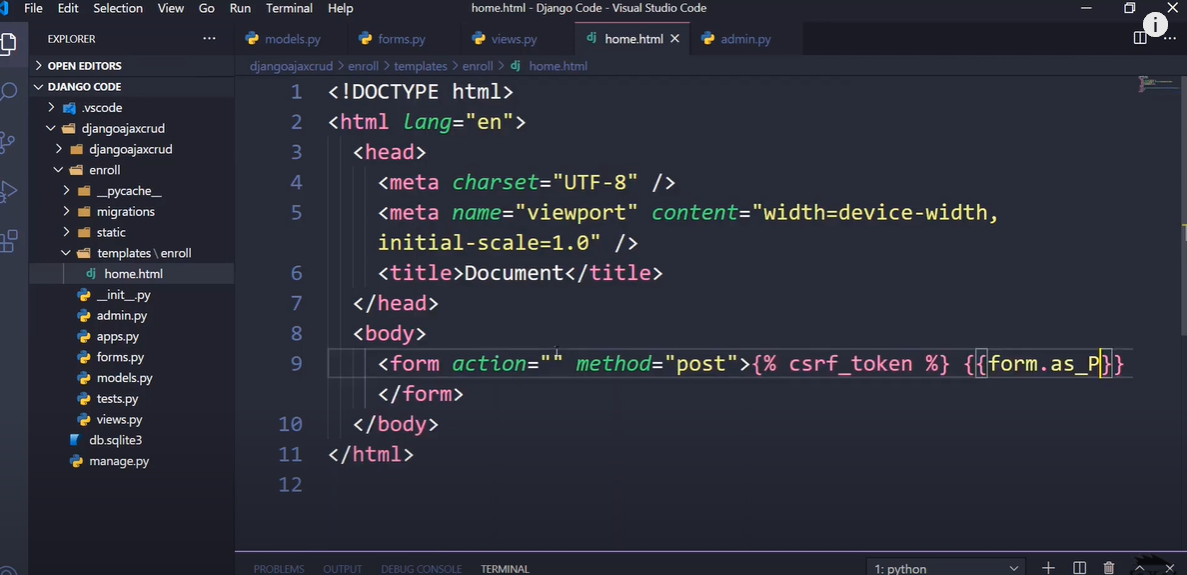 File Edit Selection View Go Run Terminal Help home.html - Django Code - Visual Studio Code
EXPLORER
models.py forms.py views.py home.html admin.py
OPEN EDITORS
djangoajaxcrud > enroll > templates > enroll > home.html
DJANGO CODE
.vscode
djangoajaxcrud
djangoajaxcrud
enroll
__pycache__
migrations
static
templates \ enroll
home.html
__init__.py
admin.py
apps.py
forms.py
models.py
tests.py
views.py
db.sqlite3
manage.py
1 <!DOCTYPE html>
2 <html lang="en">
3 <head>
4 <meta charset="UTF-8" />
5 <meta name="viewport" content="width=device-width,
initial-scale=1.0" />
6 <title>Document</title>
7 </head>
8 <body>
9 <form action="" method="post">{% csrf_token %} {{form.as_P}}
</form>
10 </body>
11 </html>
12
PROBLEMS OUTPUT DEBUG CONSOLE TERMINAL 1: python